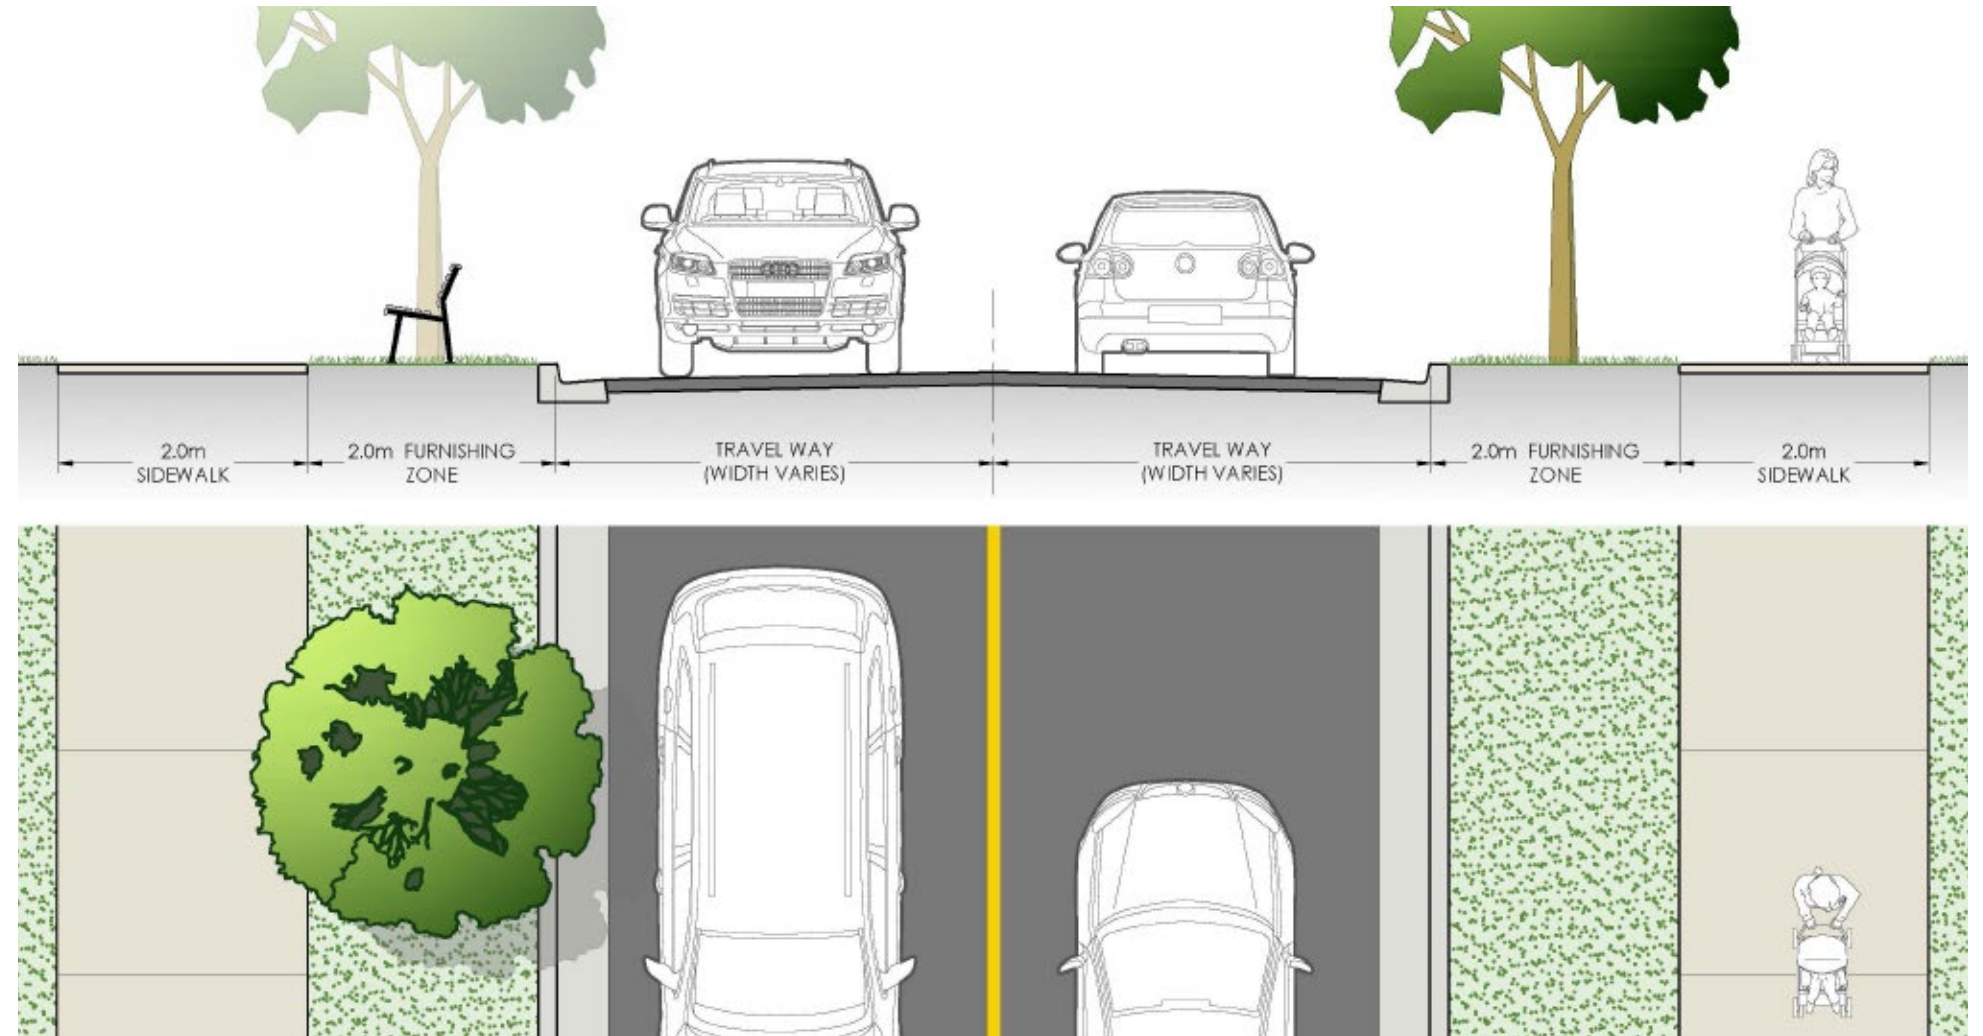 2.0m
SIDEWALK
2.0m FURNISHING
ZONE
TRAVEL WAY
(WIDTH VARIES)
TRAVEL WAY
(WIDTH VARIES)
2.0m FURNISHING
ZONE
2.0m
SIDEWALK